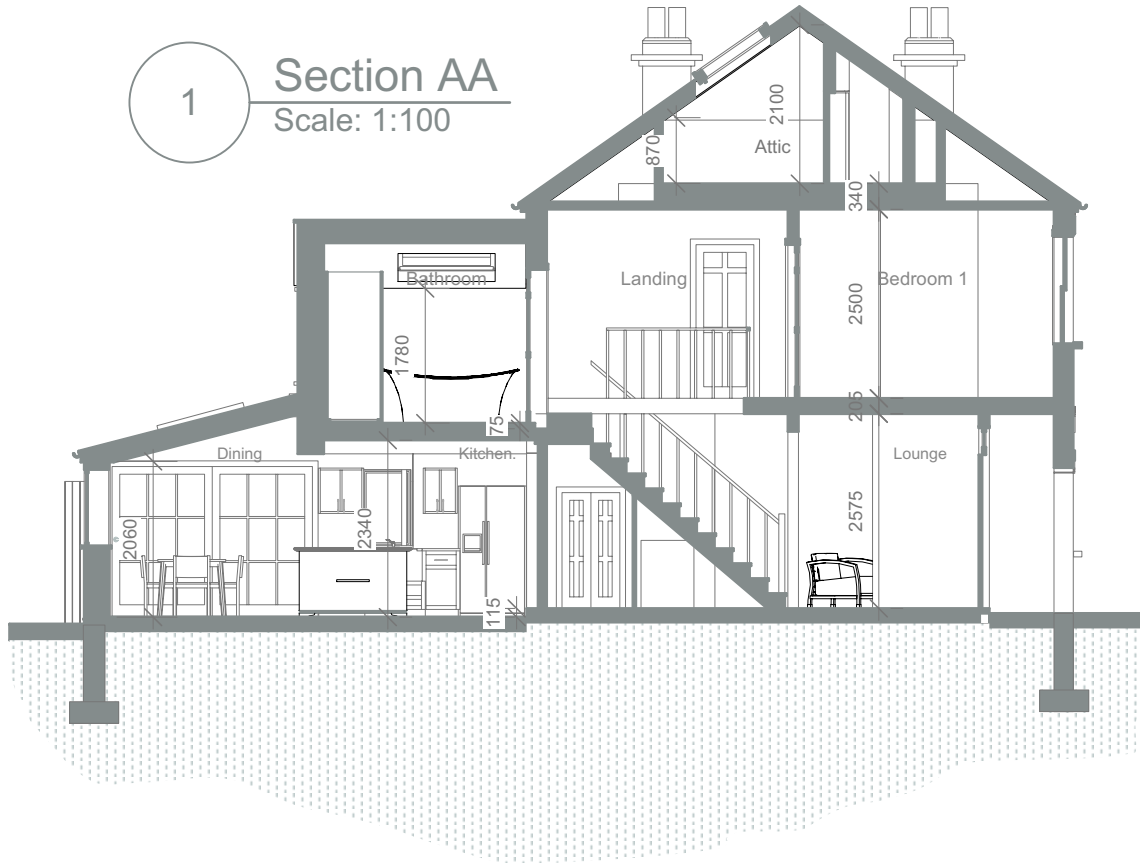 1
Section AA
Scale: 1:100
2100
870
Attic
340
Bathroom
Landing
Bedroom 1
2500
1780
205
75
Dining
Kitchen.
Lounge
2060
2340
2575
115